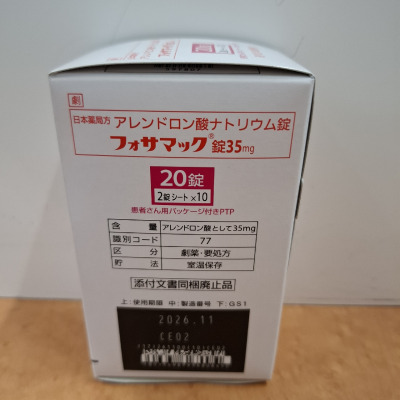 劇
日本薬局方 アレンドロン酸ナトリウム錠
フォサマック®錠35mg
20錠
2錠シート×10
患者さん用パッケージ付きPTP
含量 アレンドロン酸として35mg
識別コード 77
区分 劇薬・要処方
貯法 室温保存
添付文書同梱廃止品
上:使用期限 中:製造番号 下:GS1
2026.11
CE02